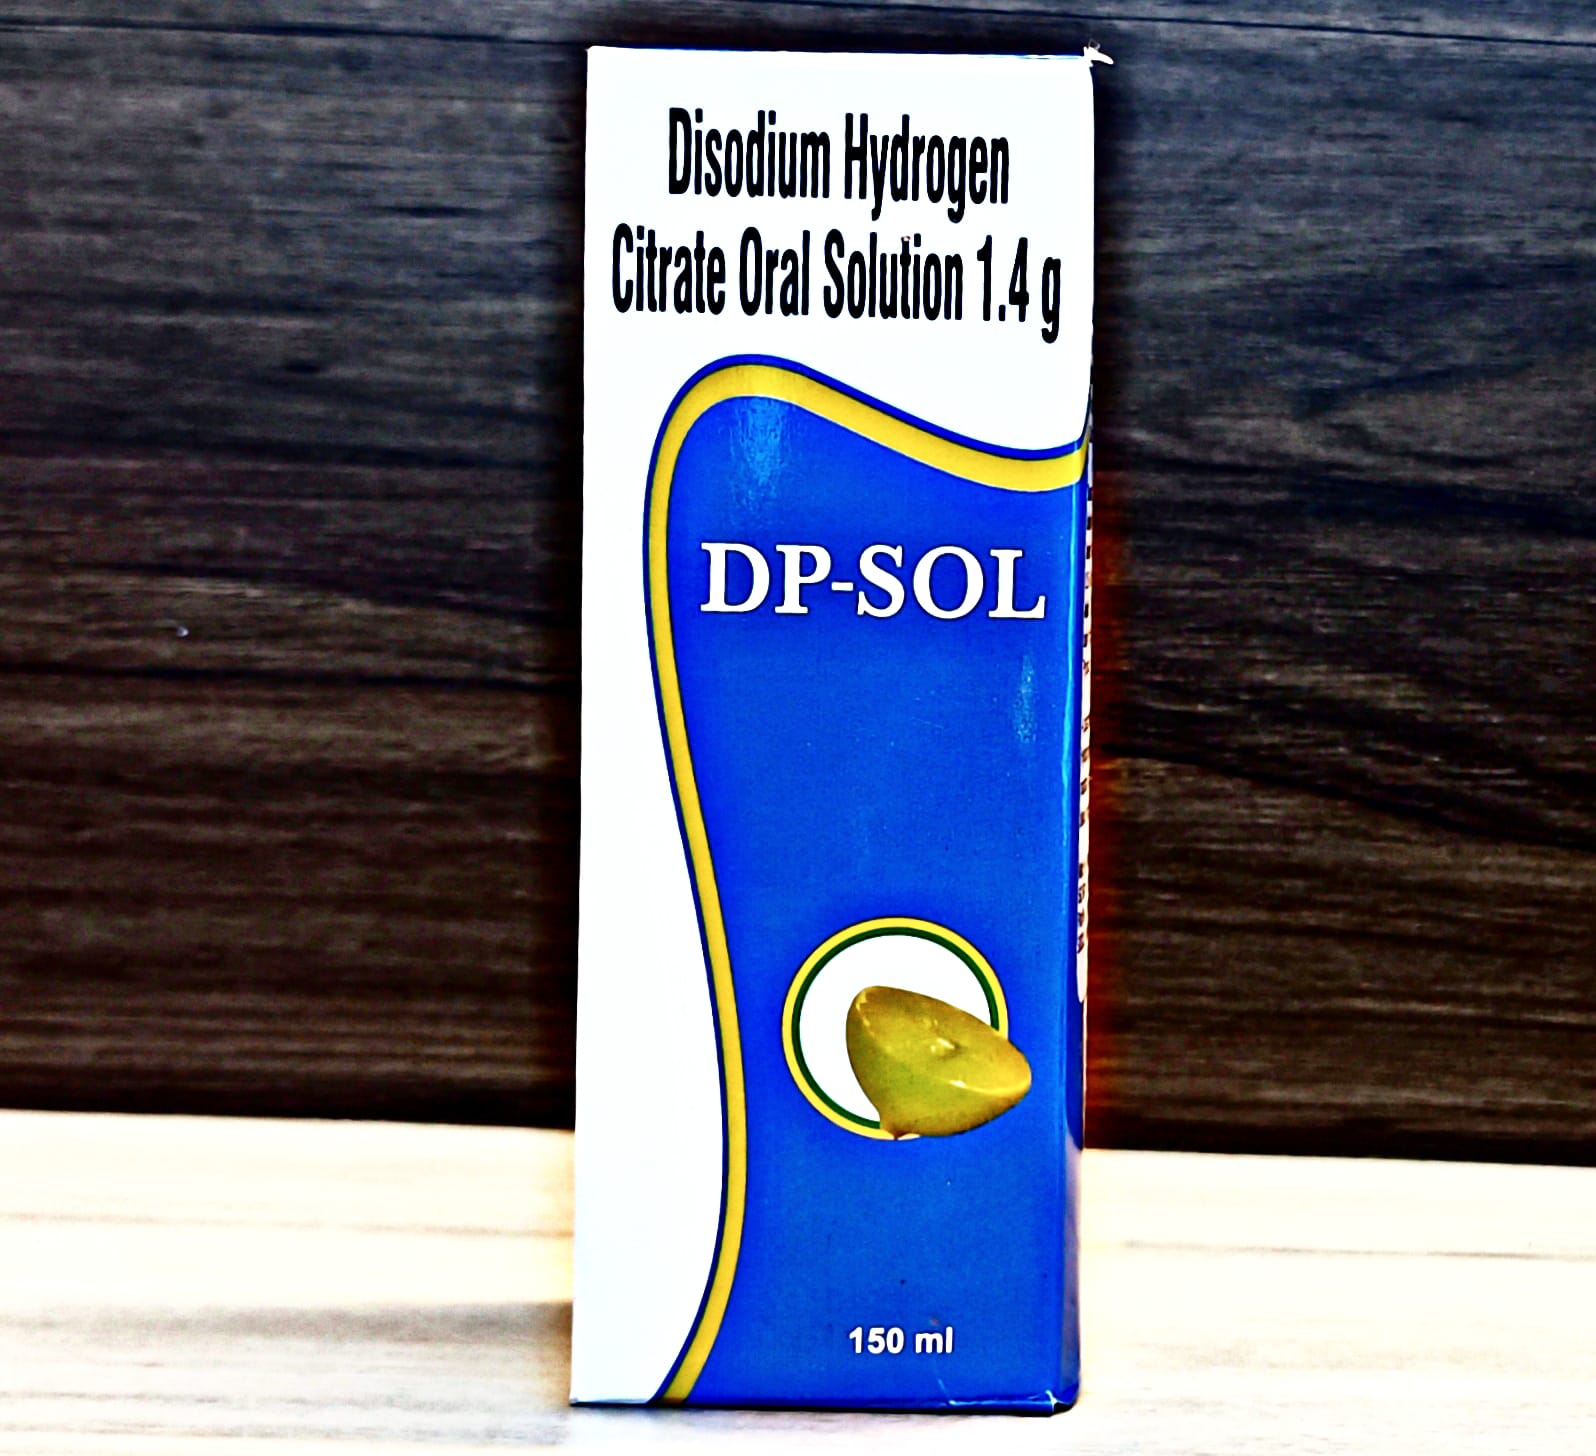 Disodium Hydrogen
Citrate Oral Solution 1.4 g
DP-SOL
150 ml